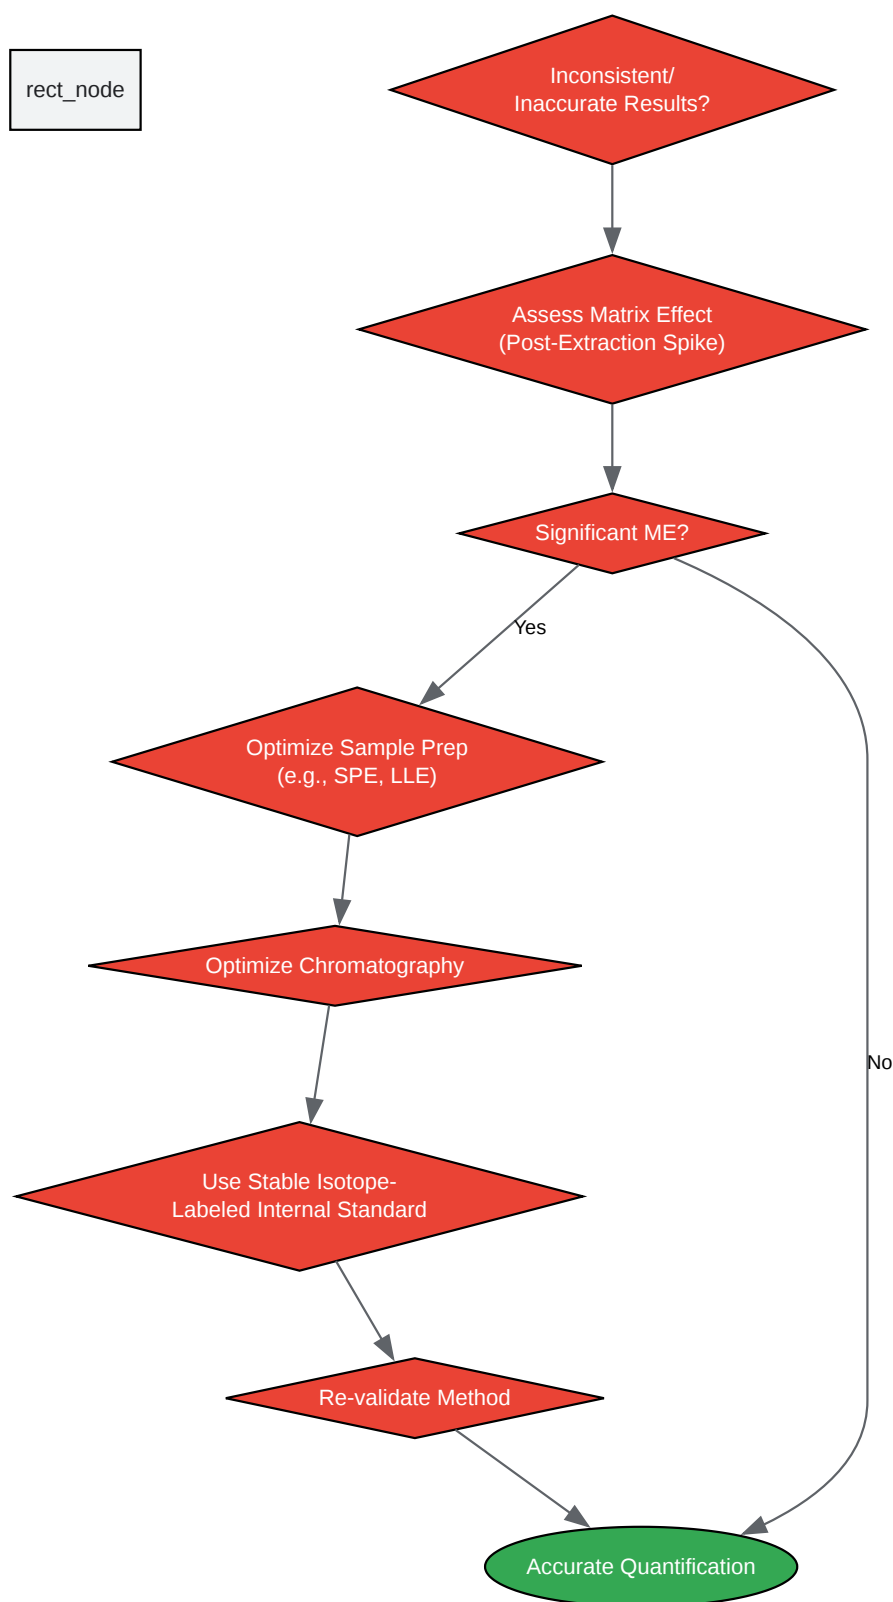 rect_node
Inconsistent/
Inaccurate Results?
Assess Matrix Effect
(Post-Extraction Spike)
Significant ME?
Yes
Optimize Sample Prep
(e.g., SPE, LLE)
Optimize Chromatography
No
Use Stable Isotope-
Labeled Internal Standard
Re-validate Method
Accurate Quantification